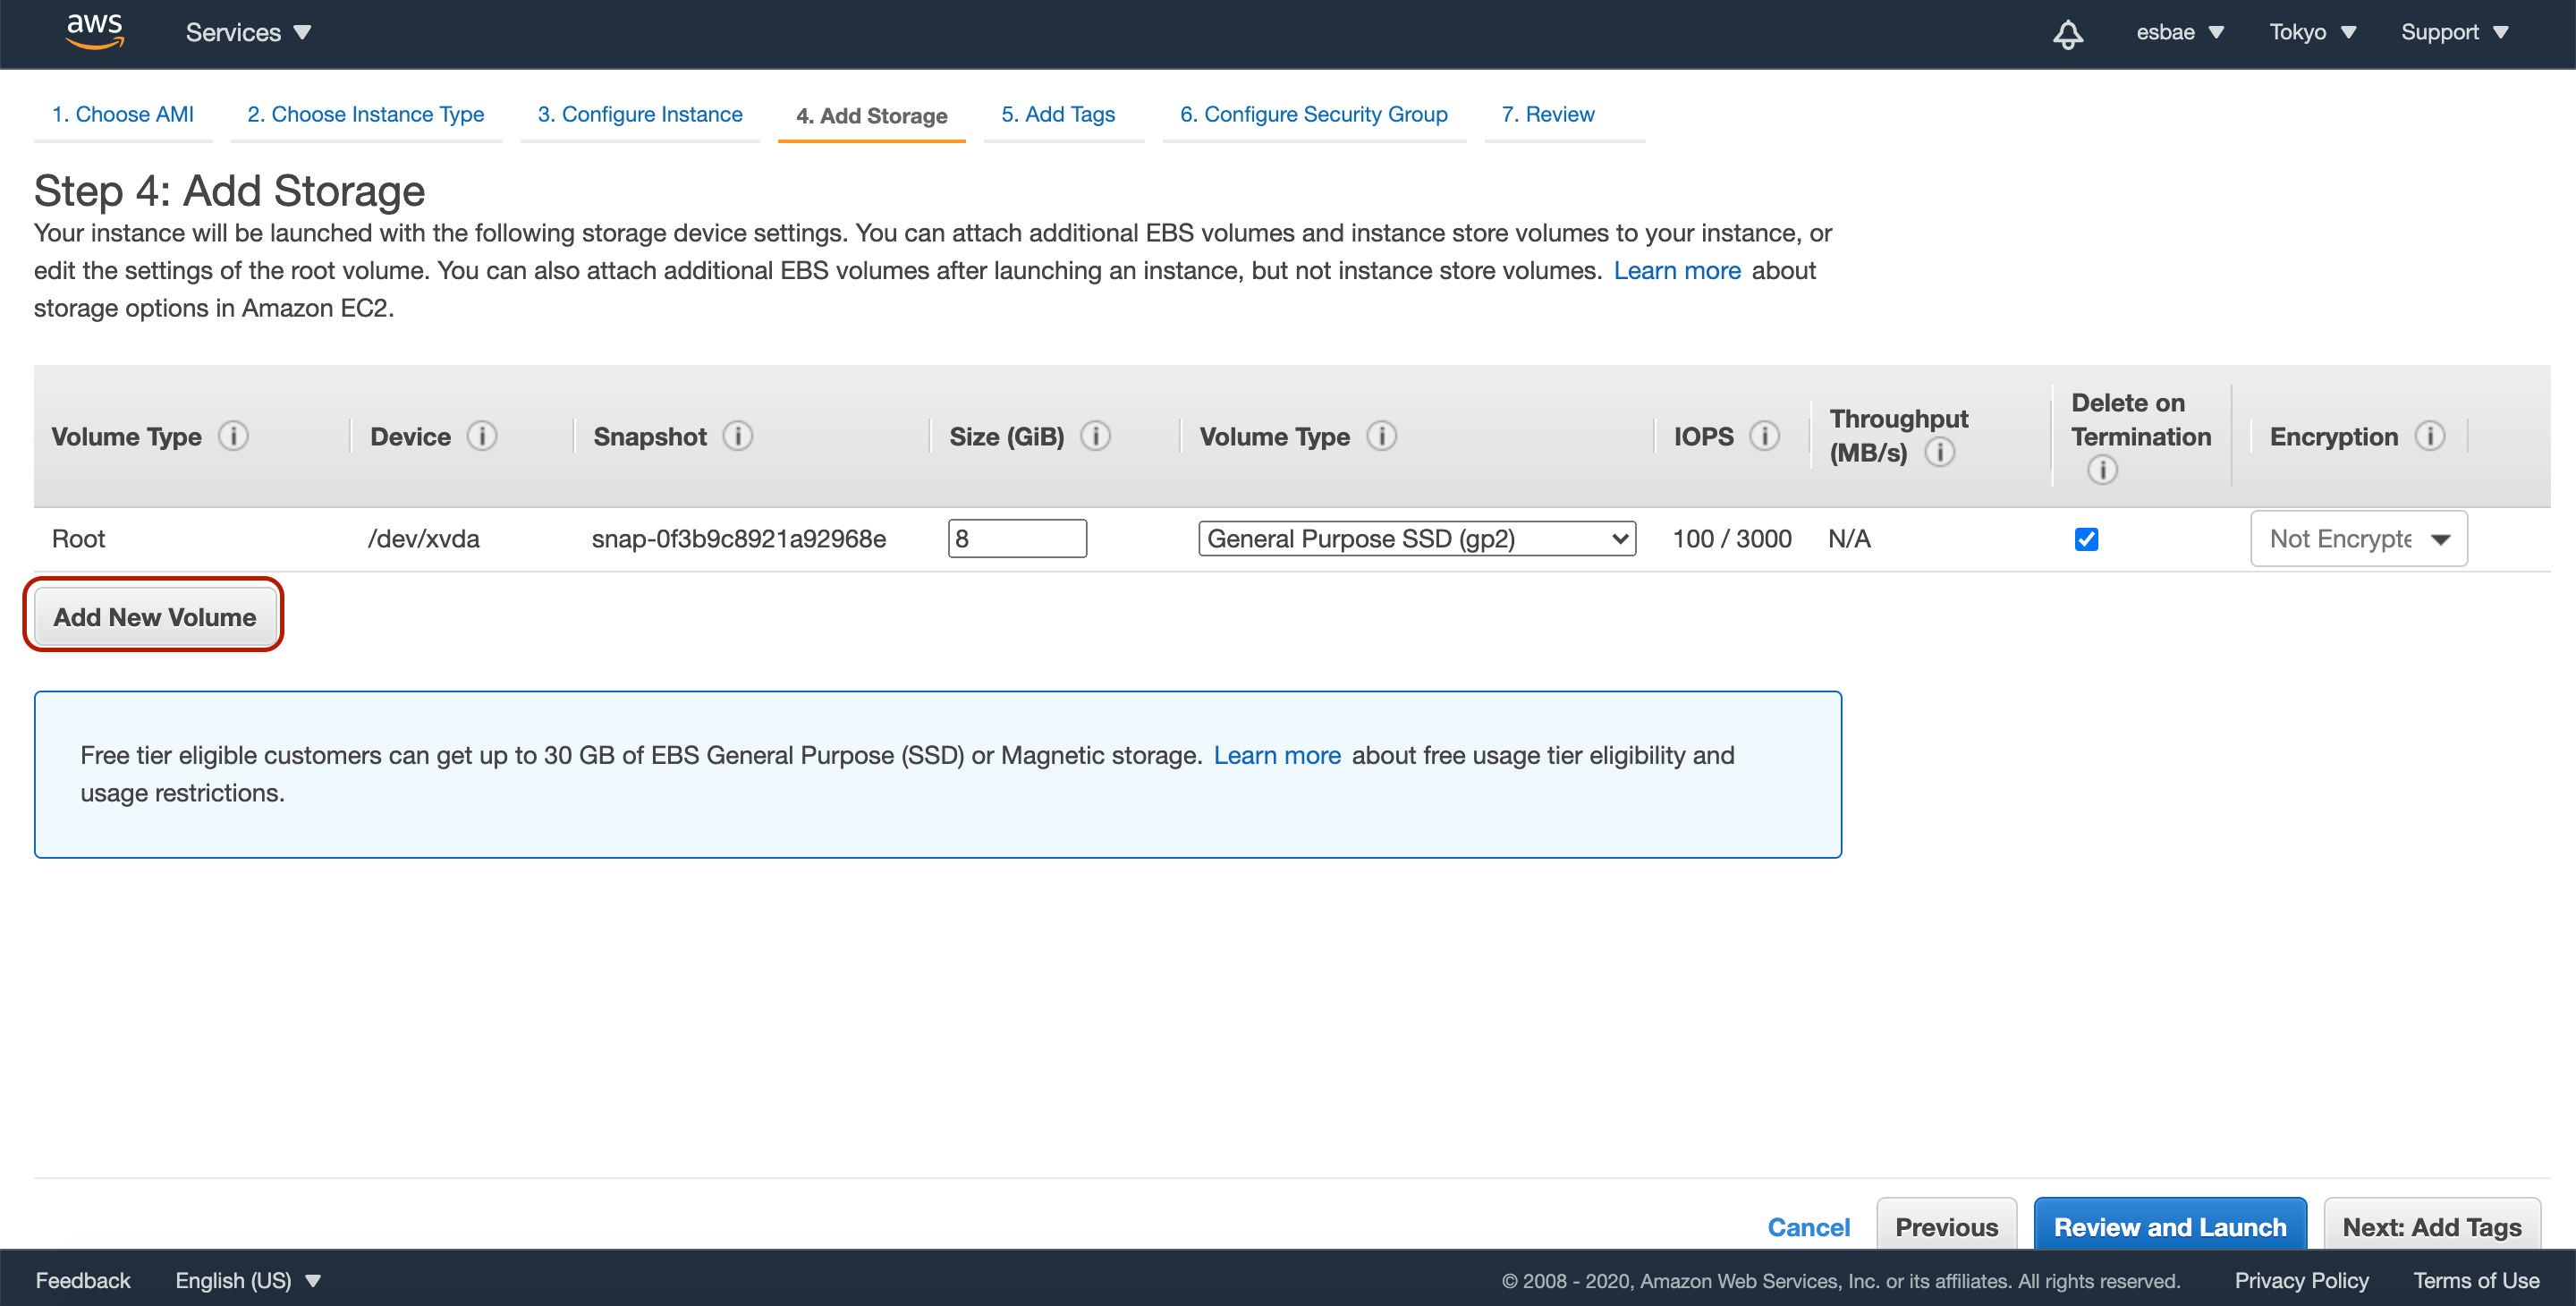 aws
Services
esbae
Tokyo
Support
1. Choose AMI
2. Choose Instance Type
3. Configure Instance
4. Add Storage
5. Add Tags
6. Configure Security Group
7. Review
Step 4: Add Storage
Your instance will be launched with the following storage device settings. You can attach additional EBS volumes and instance store volumes to your instance, or
edit the settings of the root volume. You can also attach additional EBS volumes after launching an instance, but not instance store volumes. Learn more about
storage options in Amazon EC2.
Volume Type
Device
Snapshot
Size (GiB)
Volume Type
IOPS
Throughput
(MB/s)
Delete on
Termination
Encryption
Root
/dev/xvda
snap-0f3b9c8921a92968e
8
General Purpose SSD (gp2)
100 / 3000
N/A
Not Encrypte
Add New Volume
Free tier eligible customers can get up to 30 GB of EBS General Purpose (SSD) or Magnetic storage. Learn more about free usage tier eligibility and
usage restrictions.
Cancel
Previous
Review and Launch
Next: Add Tags
Feedback
English (US)
© 2008 - 2020, Amazon Web Services, Inc. or its affiliates. All rights reserved.
Privacy Policy
Terms of Use